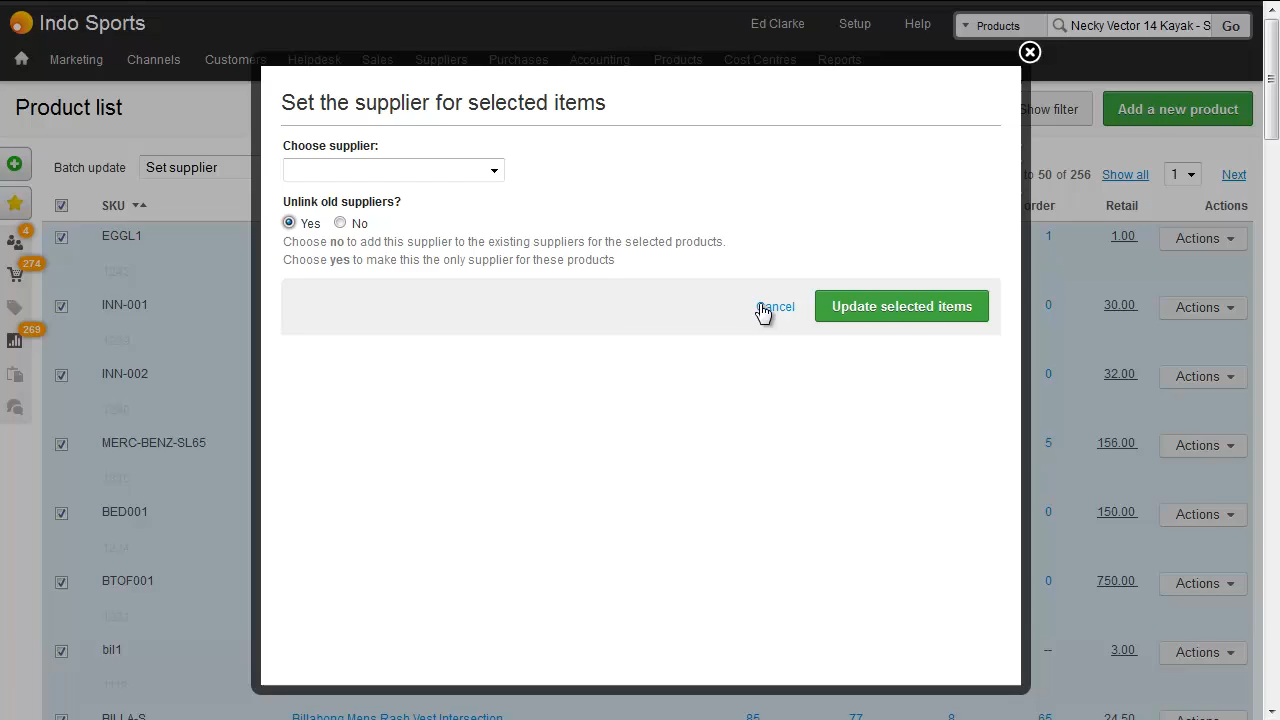 Indo Sports
Ed Clarke
Setup
Help
Products
Necky Vector 14 Kayak - S
Go
Marketing
Channels
Customers
Helpdesk
Sales
Suppliers
Purchases
Accounting
Products
Cost Centres
Reports
Product list
Show filter
Add a new product
Set the supplier for selected items
Choose supplier:
Unlink old suppliers?
Yes
No
Choose no to add this supplier to the existing suppliers for the selected products.
Choose yes to make this the only supplier for these products
Cancel
Update selected items
Batch update
Set supplier
to 50 of 256
Show all
1
Next
SKU
order
Retail
Actions
4
274
269
EGGL1
1
1.00
Actions
INN-001
0
30.00
Actions
INN-002
0
32.00
Actions
MERC-BENZ-SL65
5
156.00
Actions
BED001
0
150.00
Actions
BTOF001
0
750.00
Actions
bil1
--
3.00
Actions
BILLA-S
Billabong Mens Rash Vest Intersection
85
77
8
65
24.50
Actions